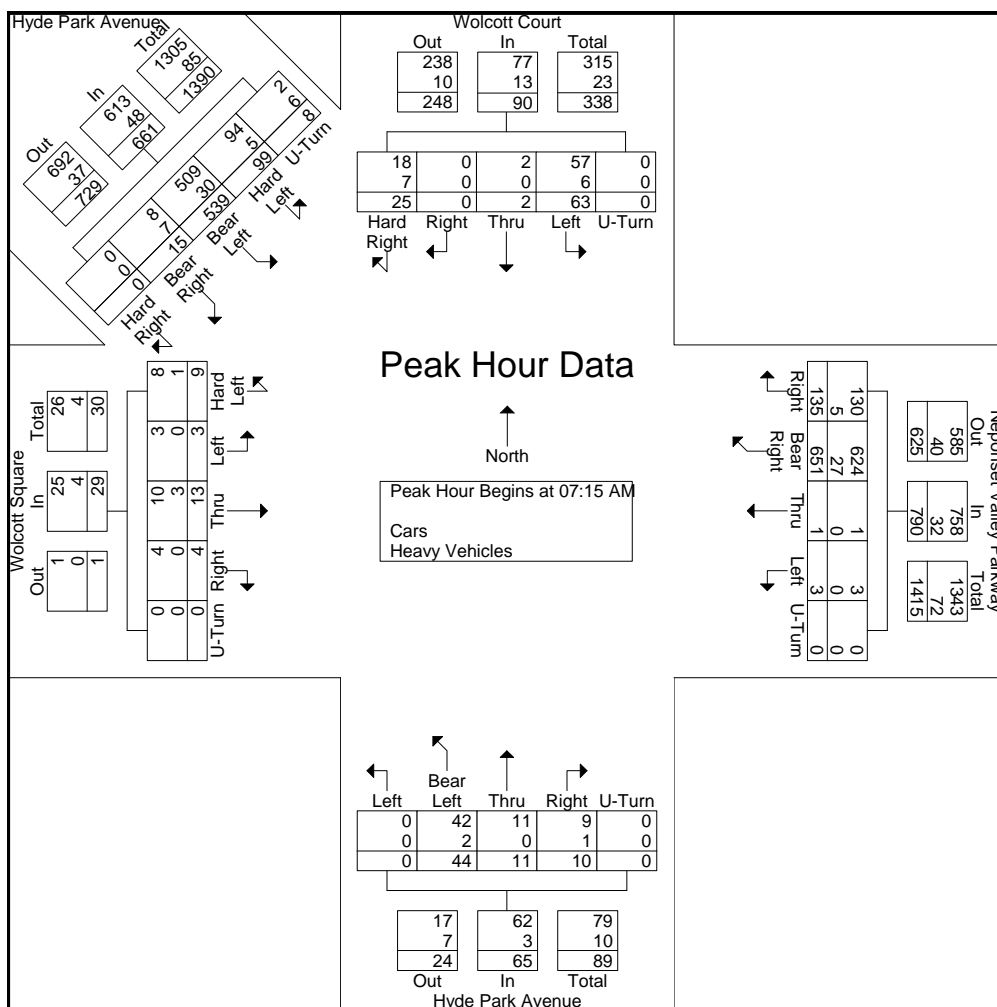 Hyde Park Avenue
Out In Total
692 613 1305
37 48 85
729 661 1390
0 8 509 94 2
0 7 30 5 6
0 15 539 99 8
Hard Right
Bear Right
Bear Left
Hard Left
U-Turn
Wolcott Court
Out In Total
238 77 315
10 13 23
248 90 338
18 0 2 57 0
7 0 0 6 0
25 0 2 63 0
Hard Right Thru Left U-Turn
Right
Peak Hour Data
North
Peak Hour Begins at 07:15 AM
Cars
Heavy Vehicles
Wolcott Square
Out In Total
1 25 26
0 4 4
1 29 30
8 3 10 4 0
1 0 3 0 0
9 3 13 4 0
Hard Left
Left
Thru
Right
U-Turn
Neponset Valley Parkway
Out In Total
585 758 1343
40 32 72
625 790 1415
130 624 1 3 0
5 27 0 0 0
135 651 1 3 0
Right
Bear Right
Thru
Left
U-Turn
Bear
Left Left Thru Right U-Turn
0 42 11 9 0
0 2 0 1 0
0 44 11 10 0
17 62 79
7 3 10
24 65 89
Out In Total
Hyde Park Avenue